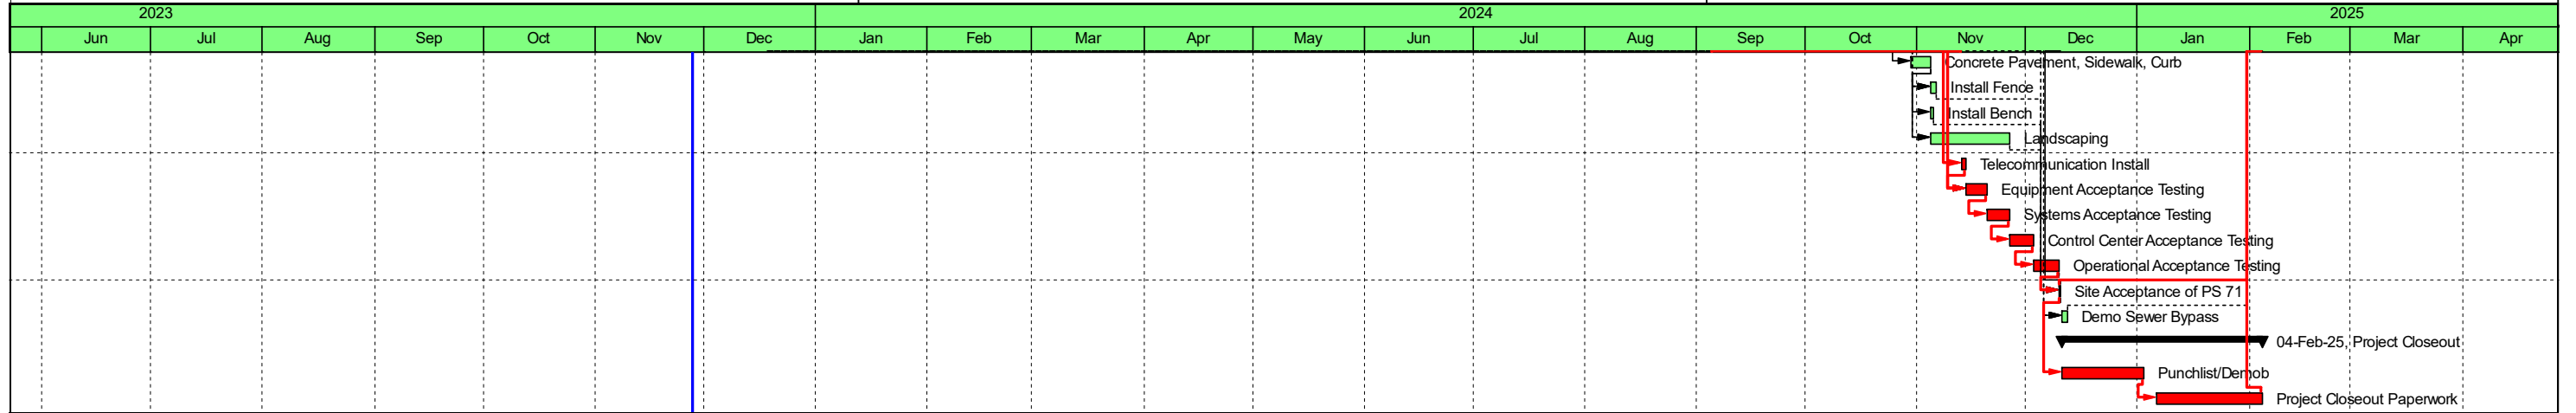 2023 2024 2025
Jun Jul Aug Sep Oct Nov Dec Jan Feb Mar Apr May Jun Jul Aug Sep Oct Nov Dec Jan Feb Mar Apr
Concrete Pavement, Sidewalk, Curb
Install Fence
Install Bench
Landscaping
Telecommunication Install
Equipment Acceptance Testing
Systems Acceptance Testing
Control Center Acceptance Testing
Operational Acceptance Testing
Site Acceptance of PS 71
Demo Sewer Bypass
04-Feb-25, Project Closeout
Punchlist/Demob
Project Closeout Paperwork